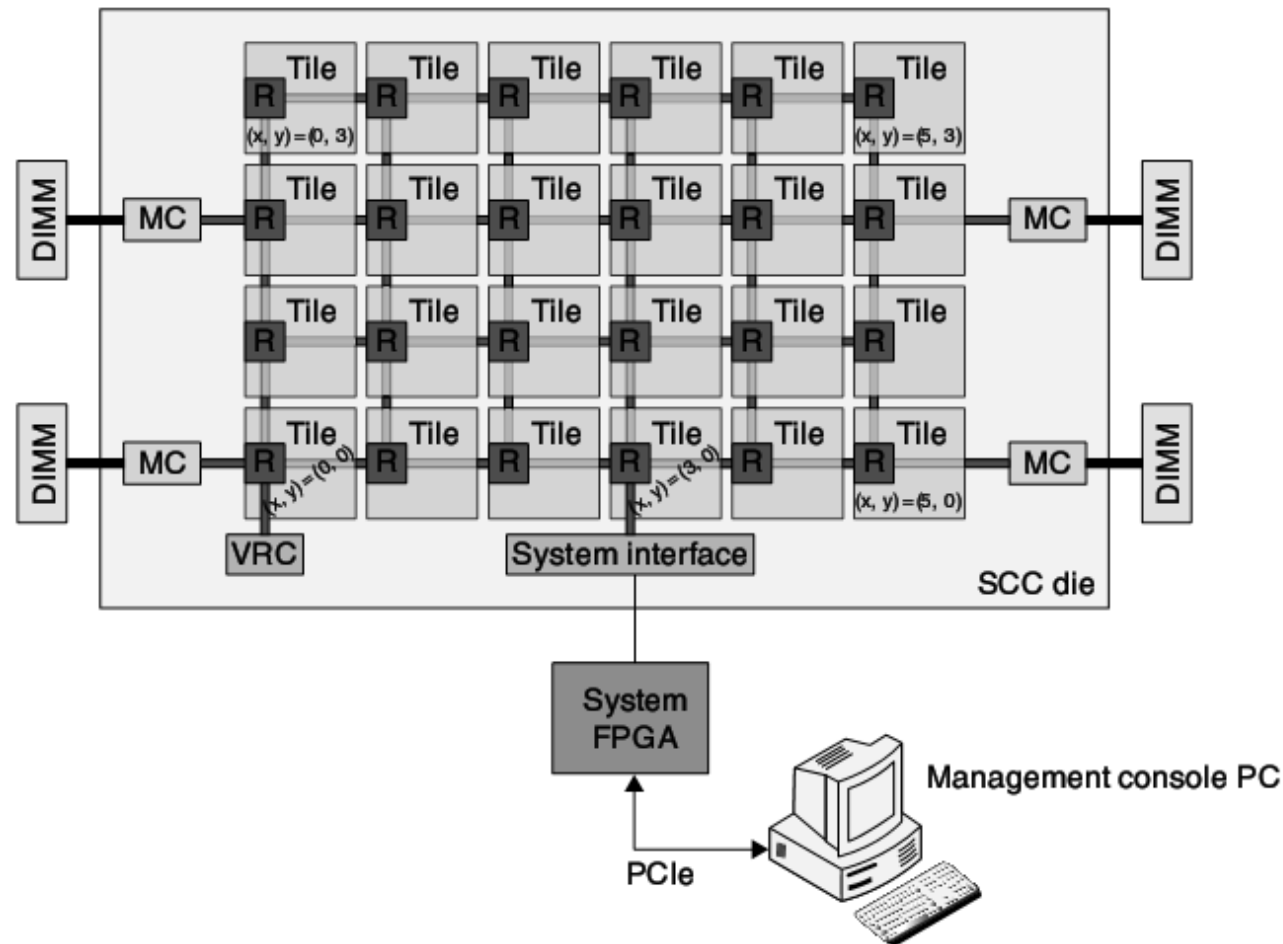 Tile Tile Tile Tile Tile Tile
R R R R R R
(x, y)=(0, 3) (x, y)=(5, 3)
DIMM MC Tile Tile Tile Tile Tile Tile MC DIMM
R R R R R R
Tile Tile Tile Tile Tile Tile
R R R R R R
DIMM MC Tile Tile Tile Tile Tile Tile MC DIMM
R R R R R R
(x, y)=(0, 0) (x, y)=(3, 0) (x, y)=(5, 0)
VRC System interface
SCC die
System
FPGA
Management console PC
PCIe